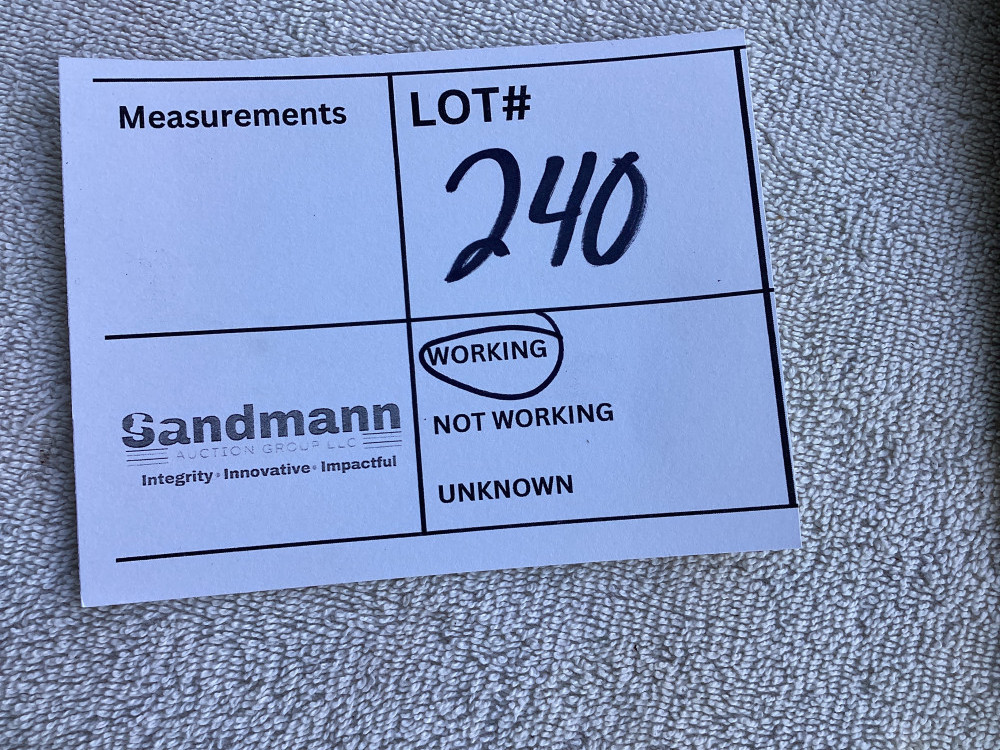 Measurements
LOT#
240
WORKING
NOT WORKING
UNKNOWN
Sandmann
AUCTION GROUP LLC
Integrity • Innovative • Impactful